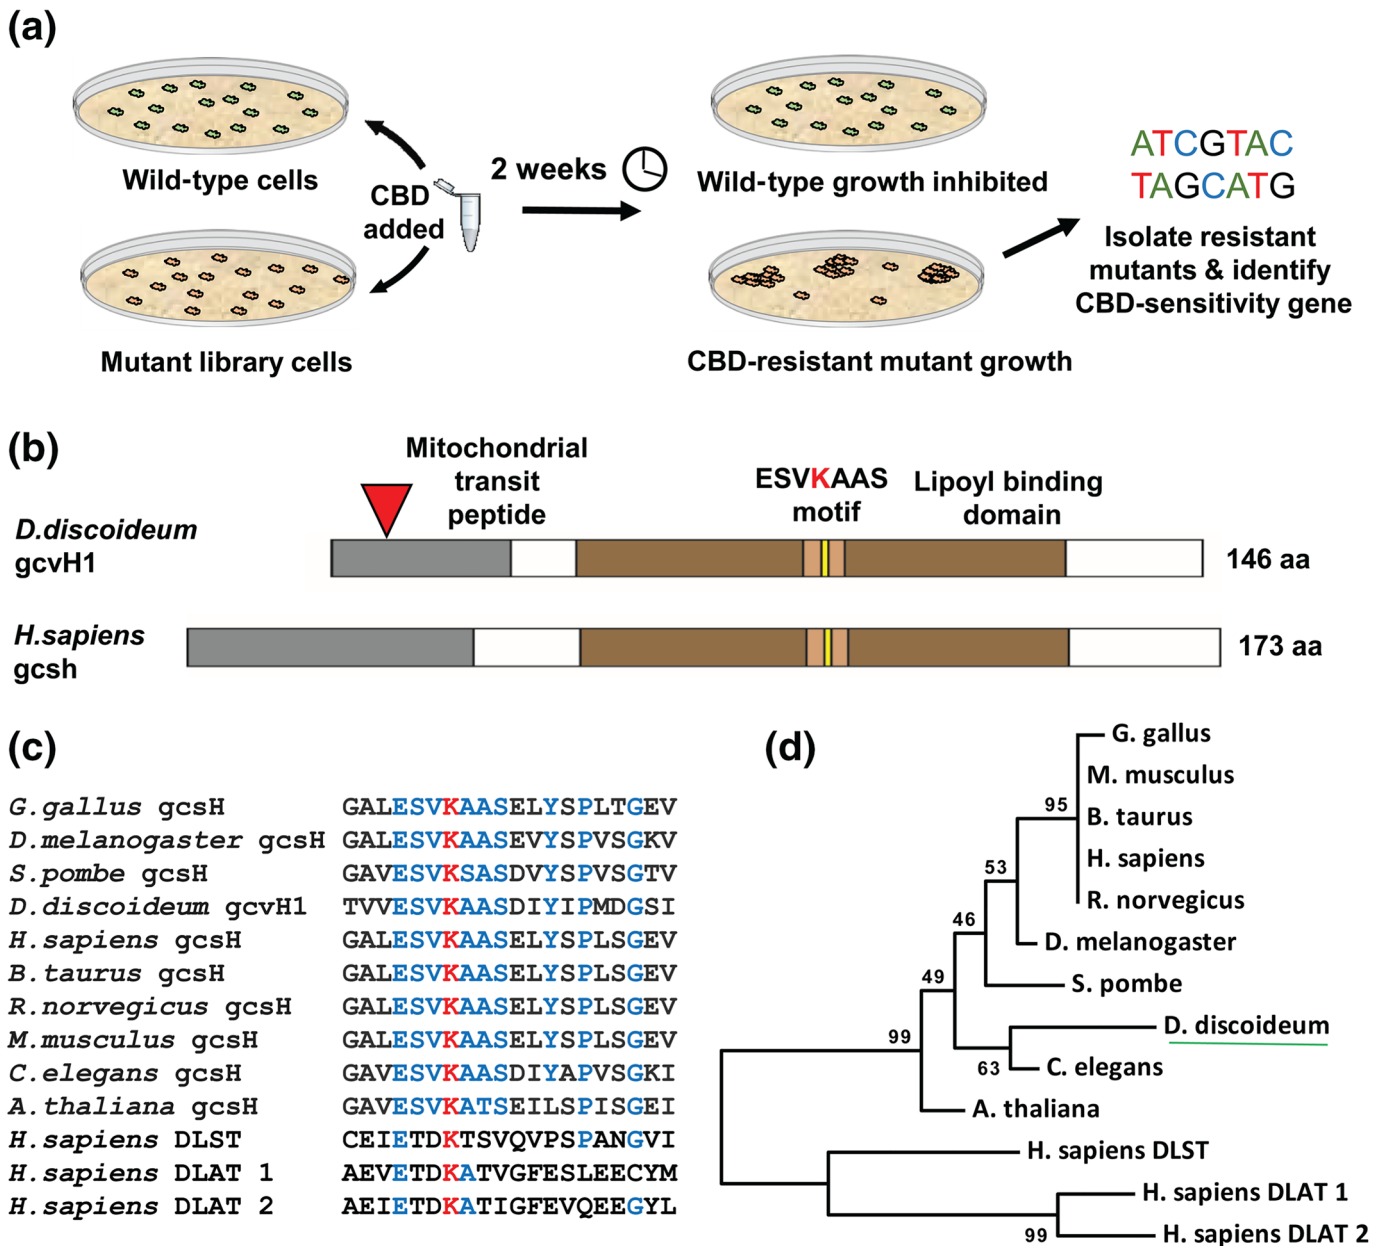 (a)
Wild-type cells
Mutant library cells
CBD
added
2 weeks
Wild-type growth inhibited
CBD-resistant mutant growth
ATCGTAC
TAGCATG
Isolate resistant
mutants & identify
CBD-sensitivity gene
(b)
Mitochondrial
transit
peptide
ESVKAAS
motif
Lipoyl binding
domain
D.discoideum
gcvH1
146 aa
H.sapiens
gcsh
173 aa
(c)
G.gallus gcsH GALESVKAASELYSPLTGEV
D.melanogaster gcsH GALESVKAASEVYSPVSGKV
S.pombe gcsH GAVESVKSASDVYSPVSGTV
D.discoideum gcvH1 TVVESVKAASDIYIPMDGSI
H.sapiens gcsH GALESVKAASELYSPLSGEV
B.taurus gcsH GALESVKAASELYSPLSGEV
R.norvegicus gcsH GALESVKAASELYSPLSGEV
M.musculus gcsH GALESVKAASELYSPLSGEV
C.elegans gcsH GAVESVKAASDIYAPVSGKI
A.thaliana gcsH GAVESVKATSEILSPISGEI
H.sapiens DLST CEIETDKTSVQVPSPANGVI
H.sapiens DLAT 1 AEVETDKATVGFESLEECYM
H.sapiens DLAT 2 AEIETDKATIGFEVQEEGYL
(d)
G. gallus
M. musculus
95
B. taurus
H. sapiens
53
R. norvegicus
46
D. melanogaster
49
S. pombe
99
D. discoideum
63
C. elegans
A. thaliana
H. sapiens DLST
H. sapiens DLAT 1
99
H. sapiens DLAT 2